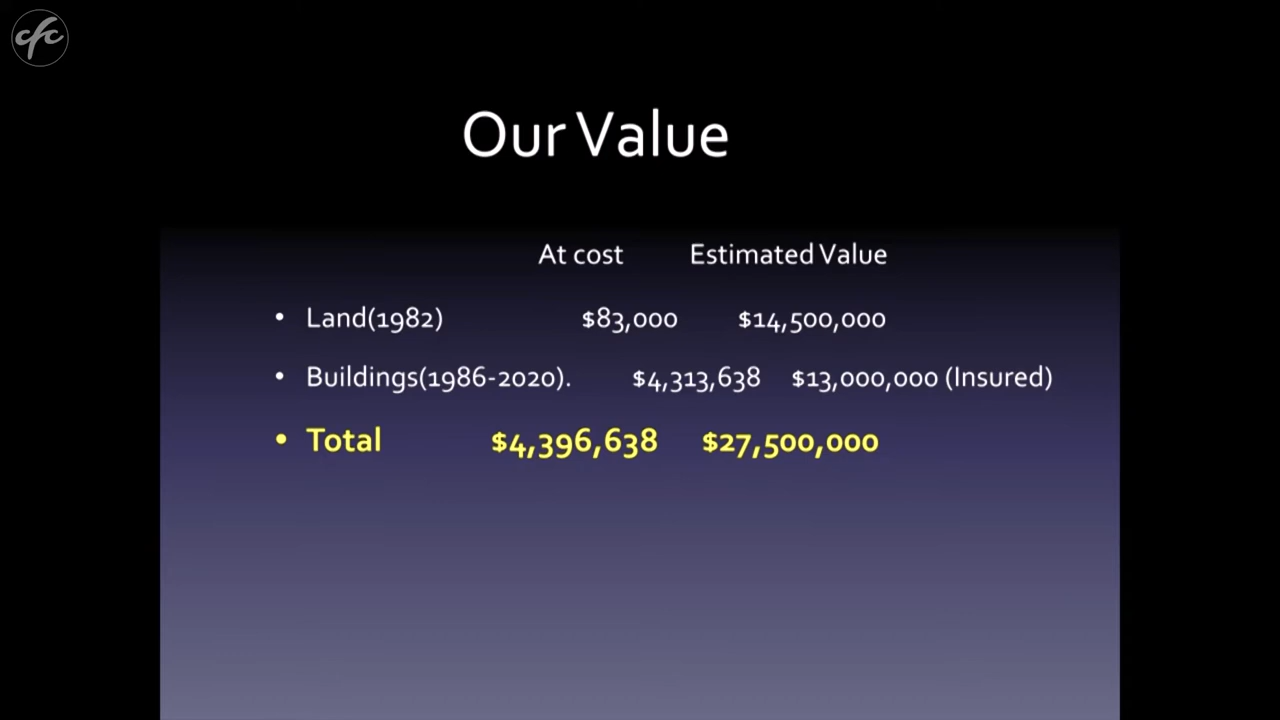 cfc
Our Value
At cost Estimated Value
• Land(1982) $83,000 $14,500,000
• Buildings(1986-2020). $4,313,638 $13,000,000 (Insured)
• Total $4,396,638 $27,500,000